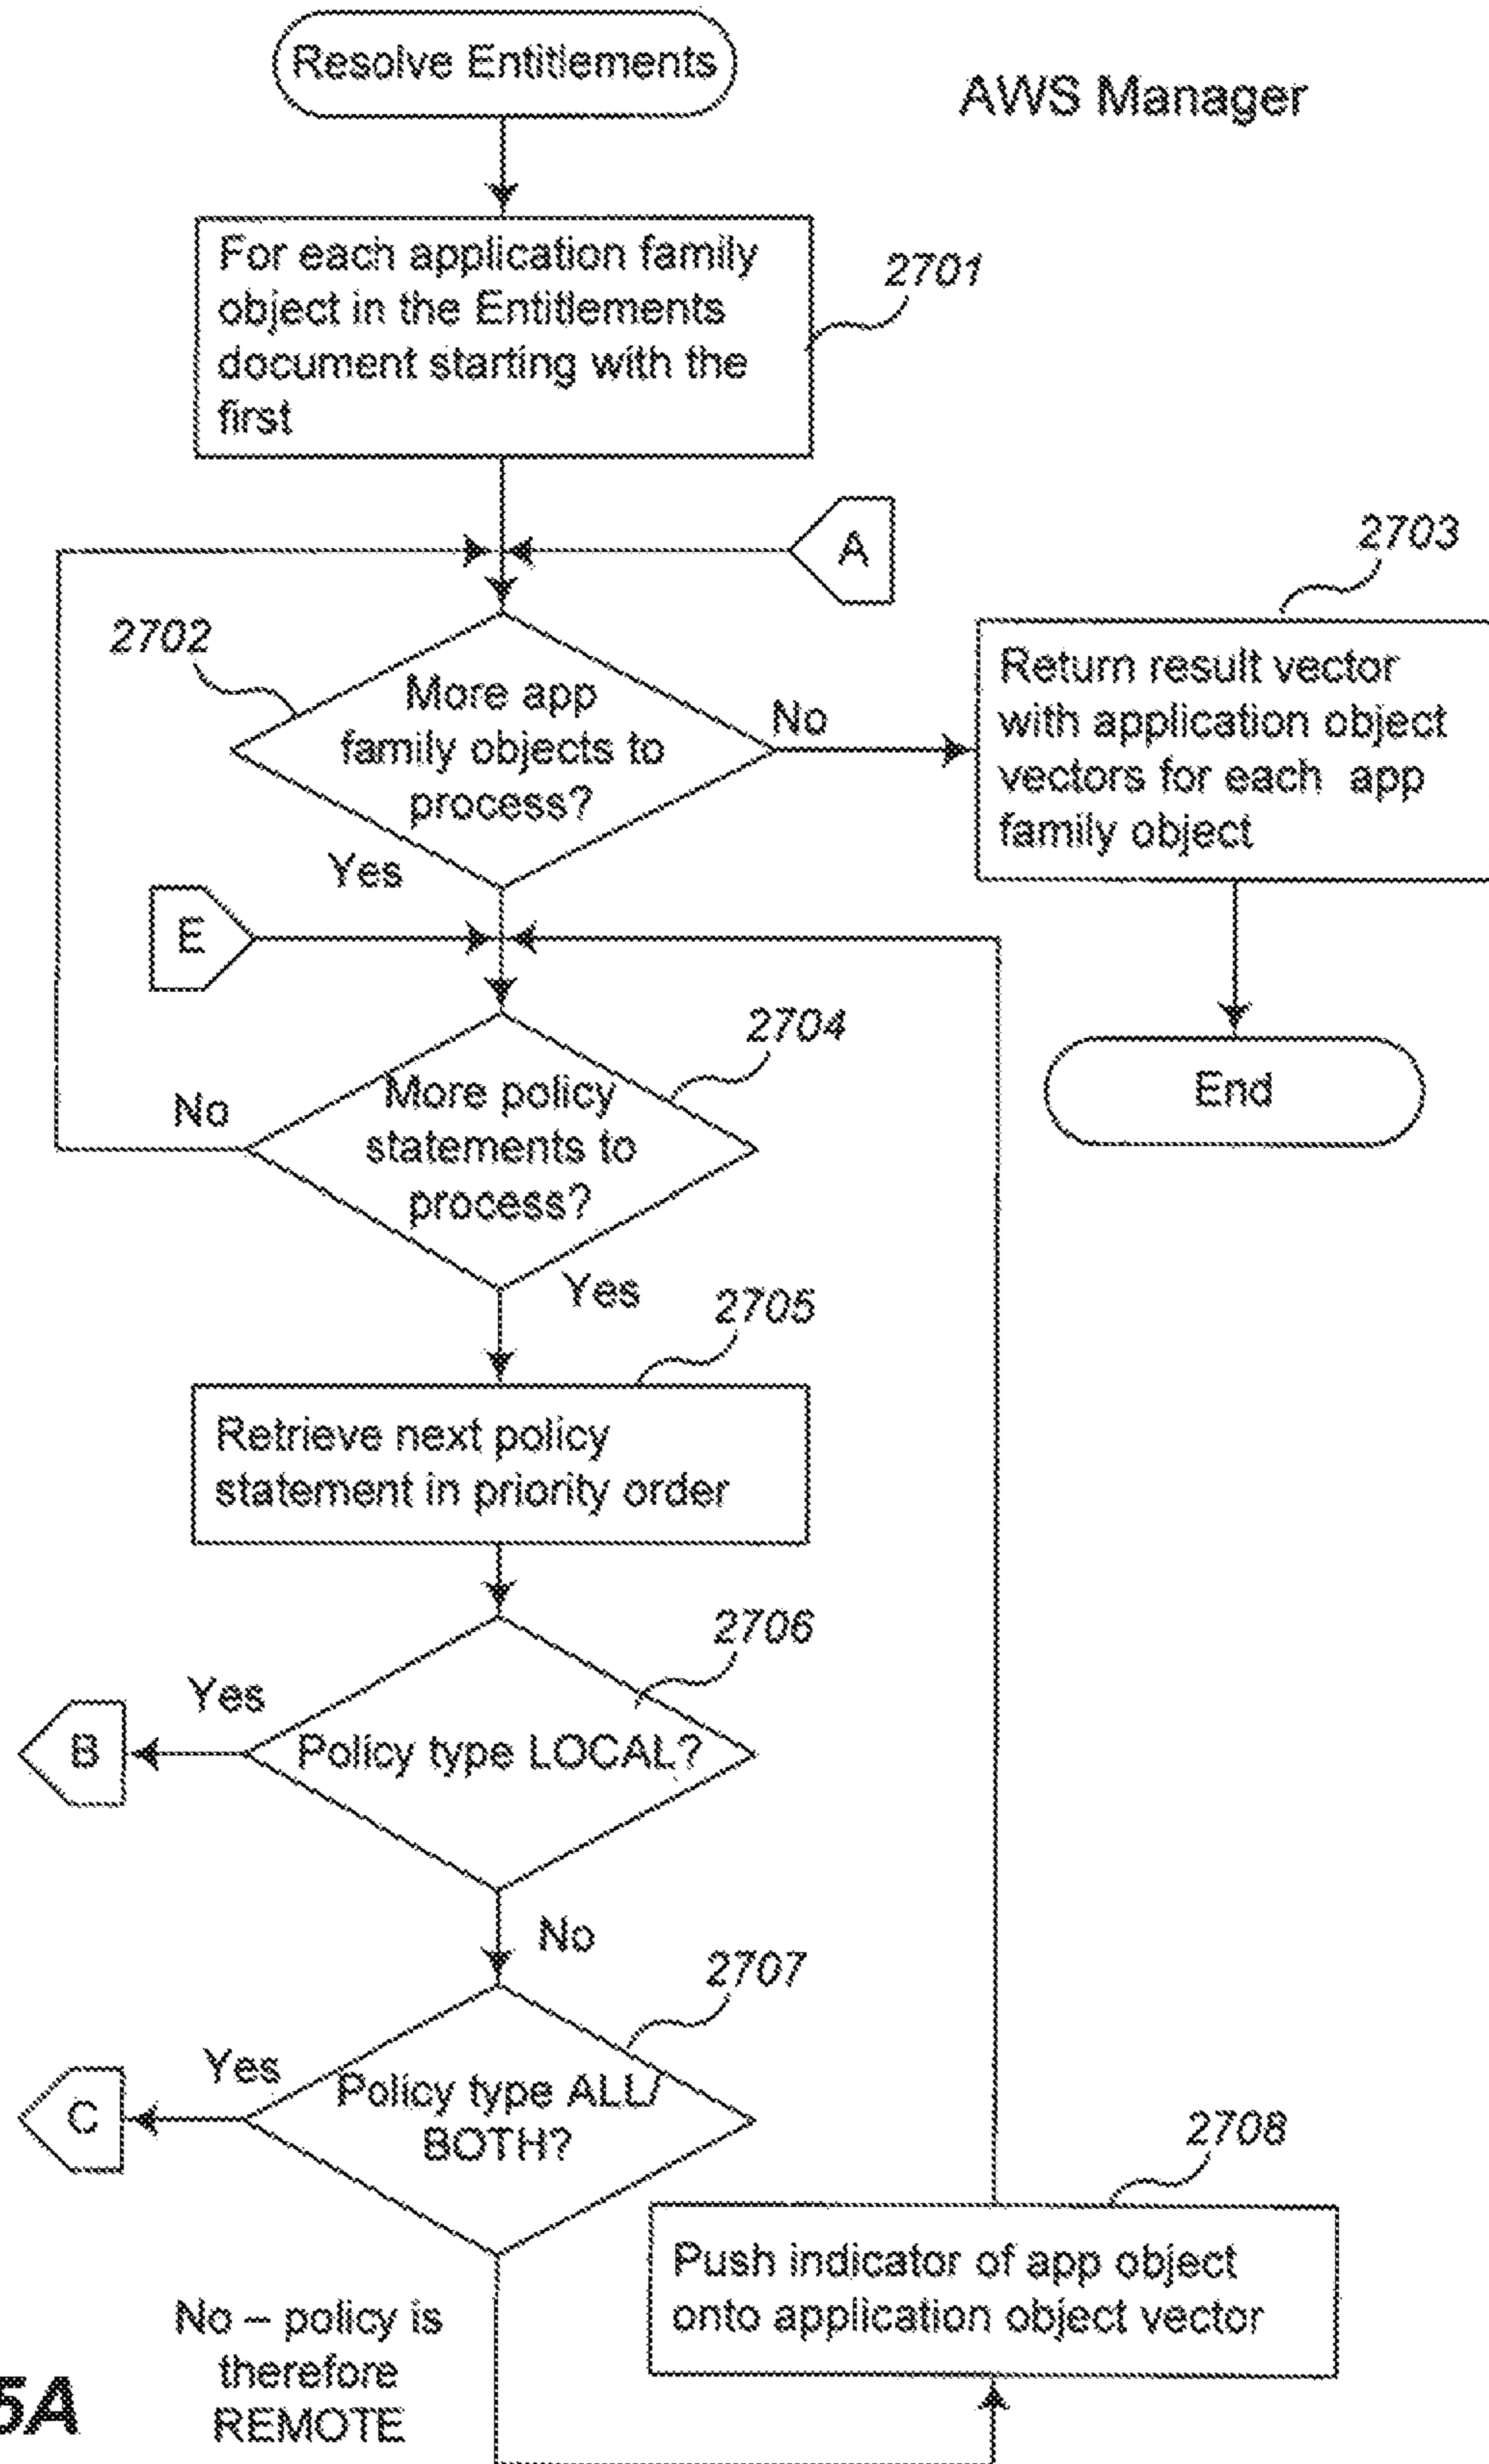 Resolve Entitlements
AWS Manager
For each application family
object in the Entitlements
document starting with the
first
2701
A
2703
2702
More app
family objects to
process?
No
Return result vector
with application object
vectors for each app
family object
Yes
E
2704
End
No
More policy
statements to
process?
Yes
2705
Retrieve next policy
statement in priority order
2706
Yes
B
Policy type LOCAL?
No
2707
Yes
C
Policy type ALL/
BOTH?
2708
Push indicator of app object
onto application object vector
No – policy is
therefore
REMOTE
5A